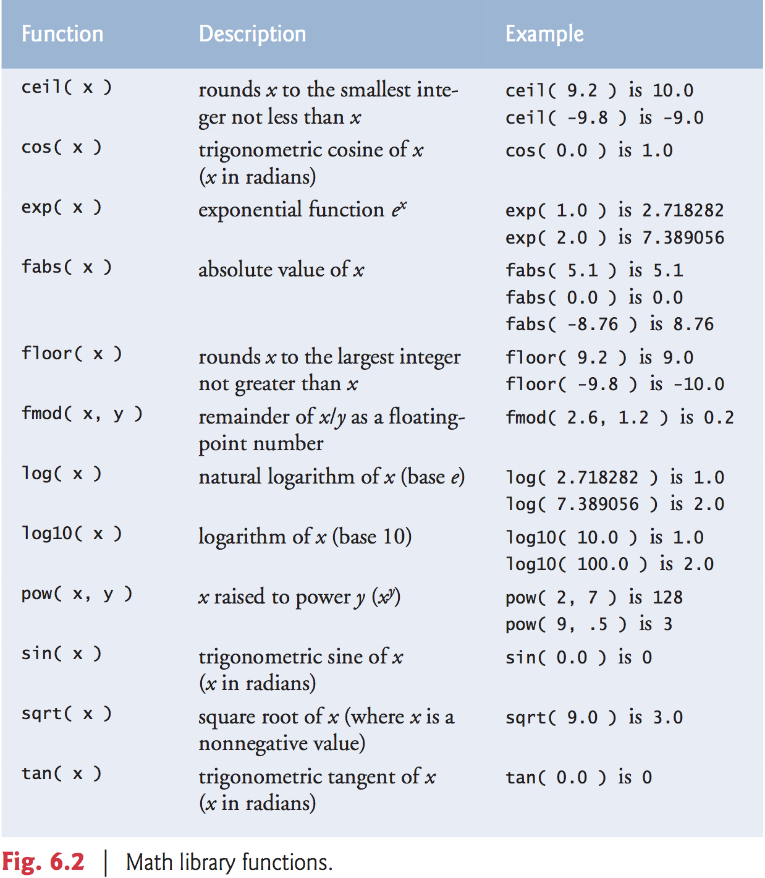 Function Description Example
ceil( x ) rounds x to the smallest inte- ceil( 9.2 ) is 10.0
ger not less than x ceil( -9.8 ) is -9.0
cos( x ) trigonometric cosine of x cos( 0.0 ) is 1.0
(x in radians)
exp( x ) exponential function eˣ exp( 1.0 ) is 2.718282
exp( 2.0 ) is 7.389056
fabs( x ) absolute value of x fabs( 5.1 ) is 5.1
fabs( 0.0 ) is 0.0
fabs( -8.76 ) is 8.76
floor( x ) rounds x to the largest integer floor( 9.2 ) is 9.0
not greater than x floor( -9.8 ) is -10.0
fmod( x, y ) remainder of x/y as a floating- fmod( 2.6, 1.2 ) is 0.2
point number
log( x ) natural logarithm of x (base e) log( 2.718282 ) is 1.0
log( 7.389056 ) is 2.0
log10( x ) logarithm of x (base 10) log10( 10.0 ) is 1.0
log10( 100.0 ) is 2.0
pow( x, y ) x raised to power y (xʸ) pow( 2, 7 ) is 128
pow( 9, .5 ) is 3
sin( x ) trigonometric sine of x sin( 0.0 ) is 0
(x in radians)
sqrt( x ) square root of x (where x is a sqrt( 9.0 ) is 3.0
nonnegative value)
tan( x ) trigonometric tangent of x tan( 0.0 ) is 0
(x in radians)
Fig. 6.2 | Math library functions.